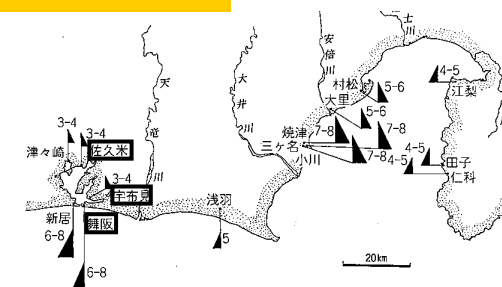 士川
安倍川
天竜川
大井川
4-5
江梨
村松
5-6
大里
5-6
3-4
3-4
佐久米
津々崎
焼津
7-8
7-8
三ヶ名
小川
7-8
4-5
田子
4-5
仁科
3-4
宇布見
浅羽
新居
舞阪
6-8
5
6-8
20km